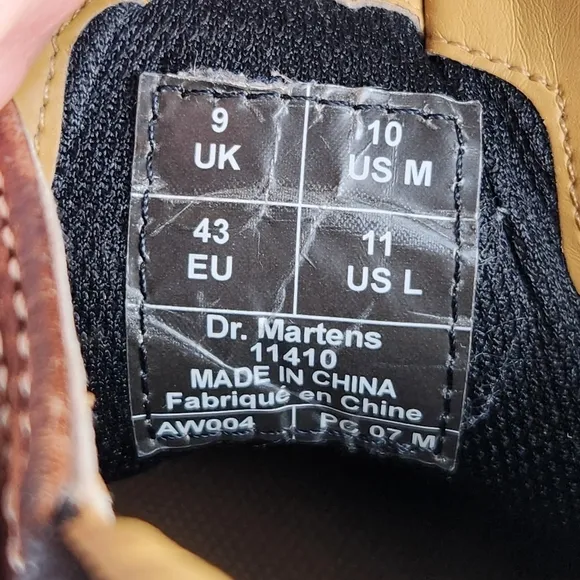 9 UK
10 US M
43 EU
11 US L
Dr. Martens
11410
MADE IN CHINA
Fabriqué en Chine
AW004 PC 07 M